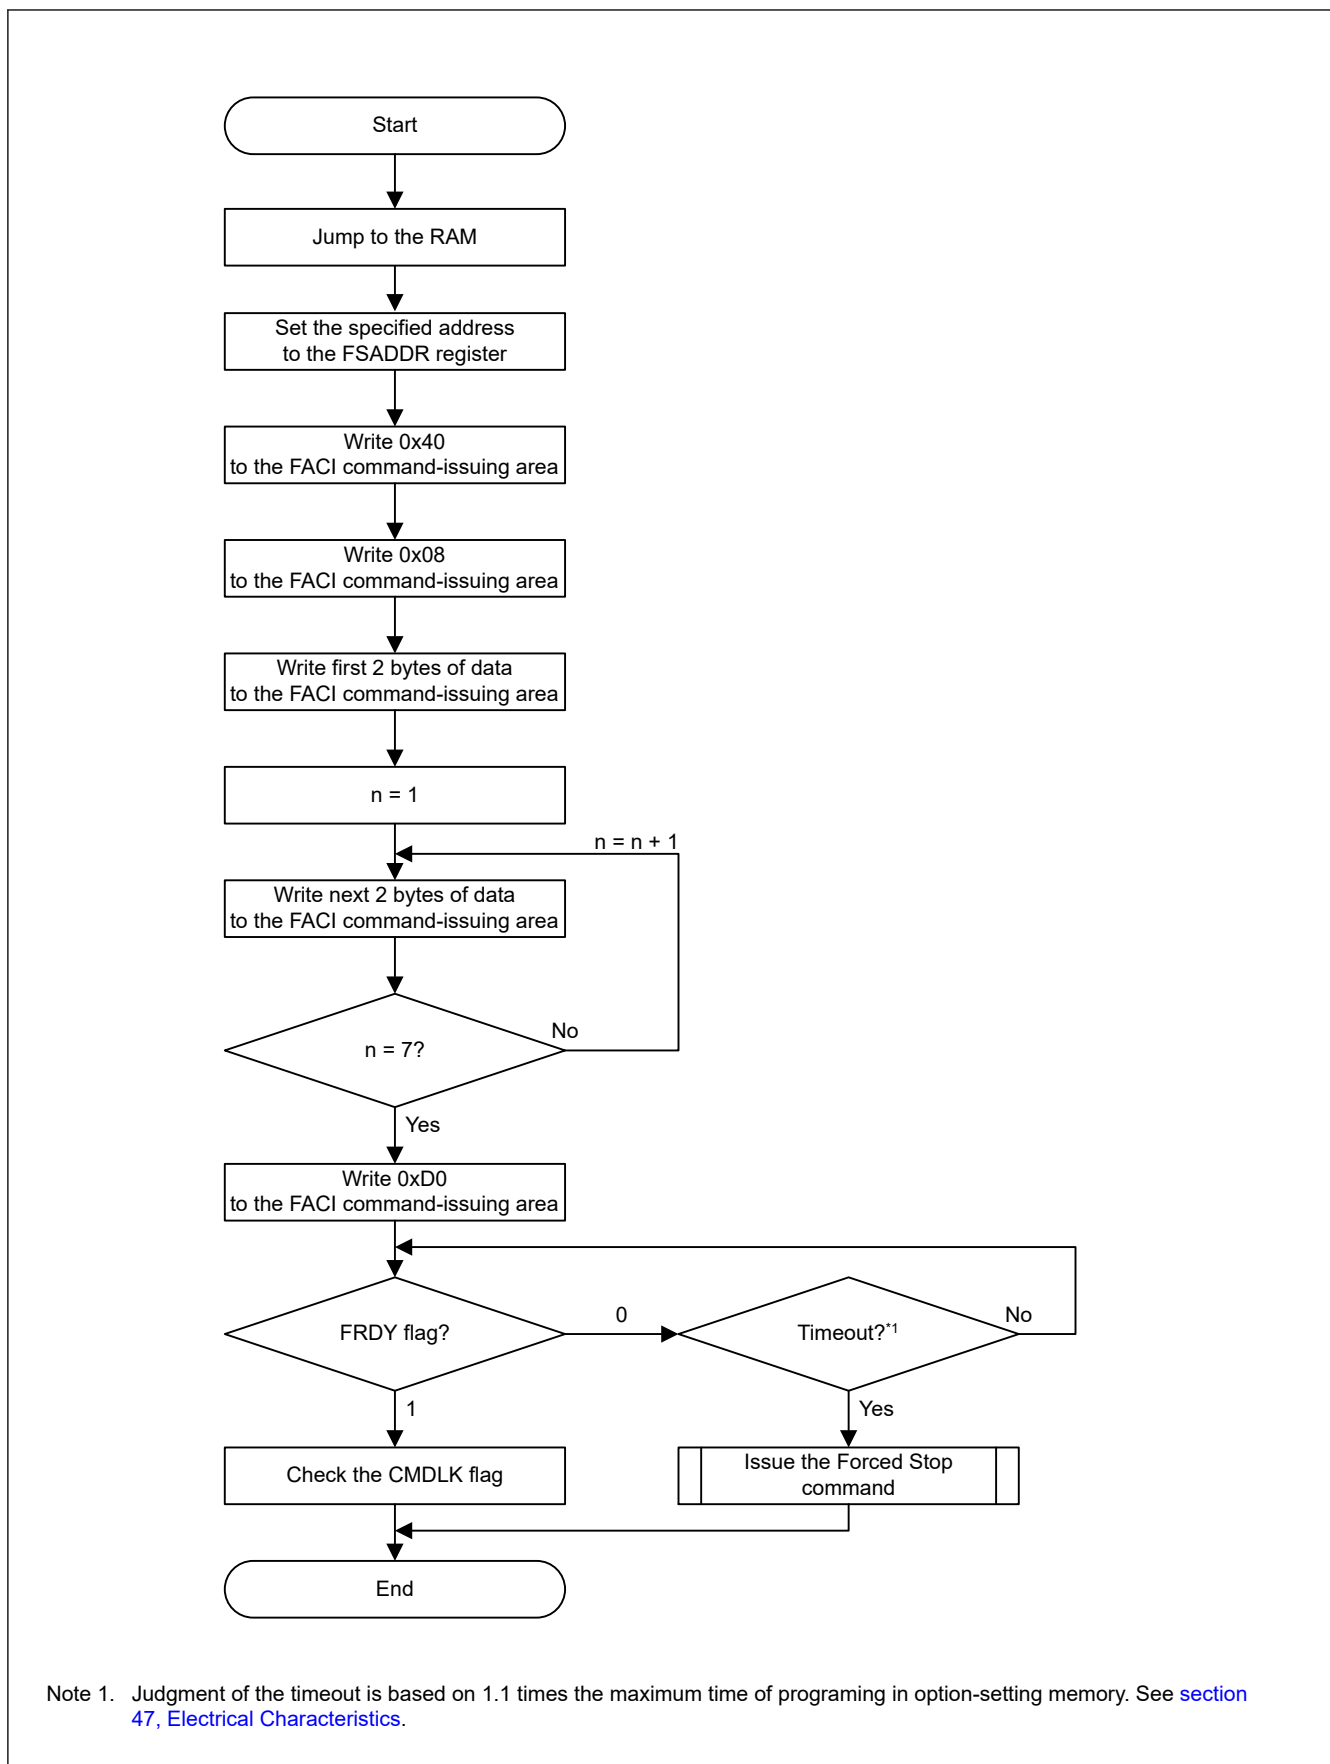 Start
Jump to the RAM
Set the specified address
to the FSADDR register
Write 0x40
to the FACI command-issuing area
Write 0x08
to the FACI command-issuing area
Write first 2 bytes of data
to the FACI command-issuing area
n = 1
n = n + 1
Write next 2 bytes of data
to the FACI command-issuing area
n = 7?
No
Yes
Write 0xD0
to the FACI command-issuing area
FRDY flag?
0
Timeout?*1
No
1
Yes
Check the CMDLK flag
Issue the Forced Stop
command
End
Note 1. Judgment of the timeout is based on 1.1 times the maximum time of programing in option-setting memory. See section
47, Electrical Characteristics.